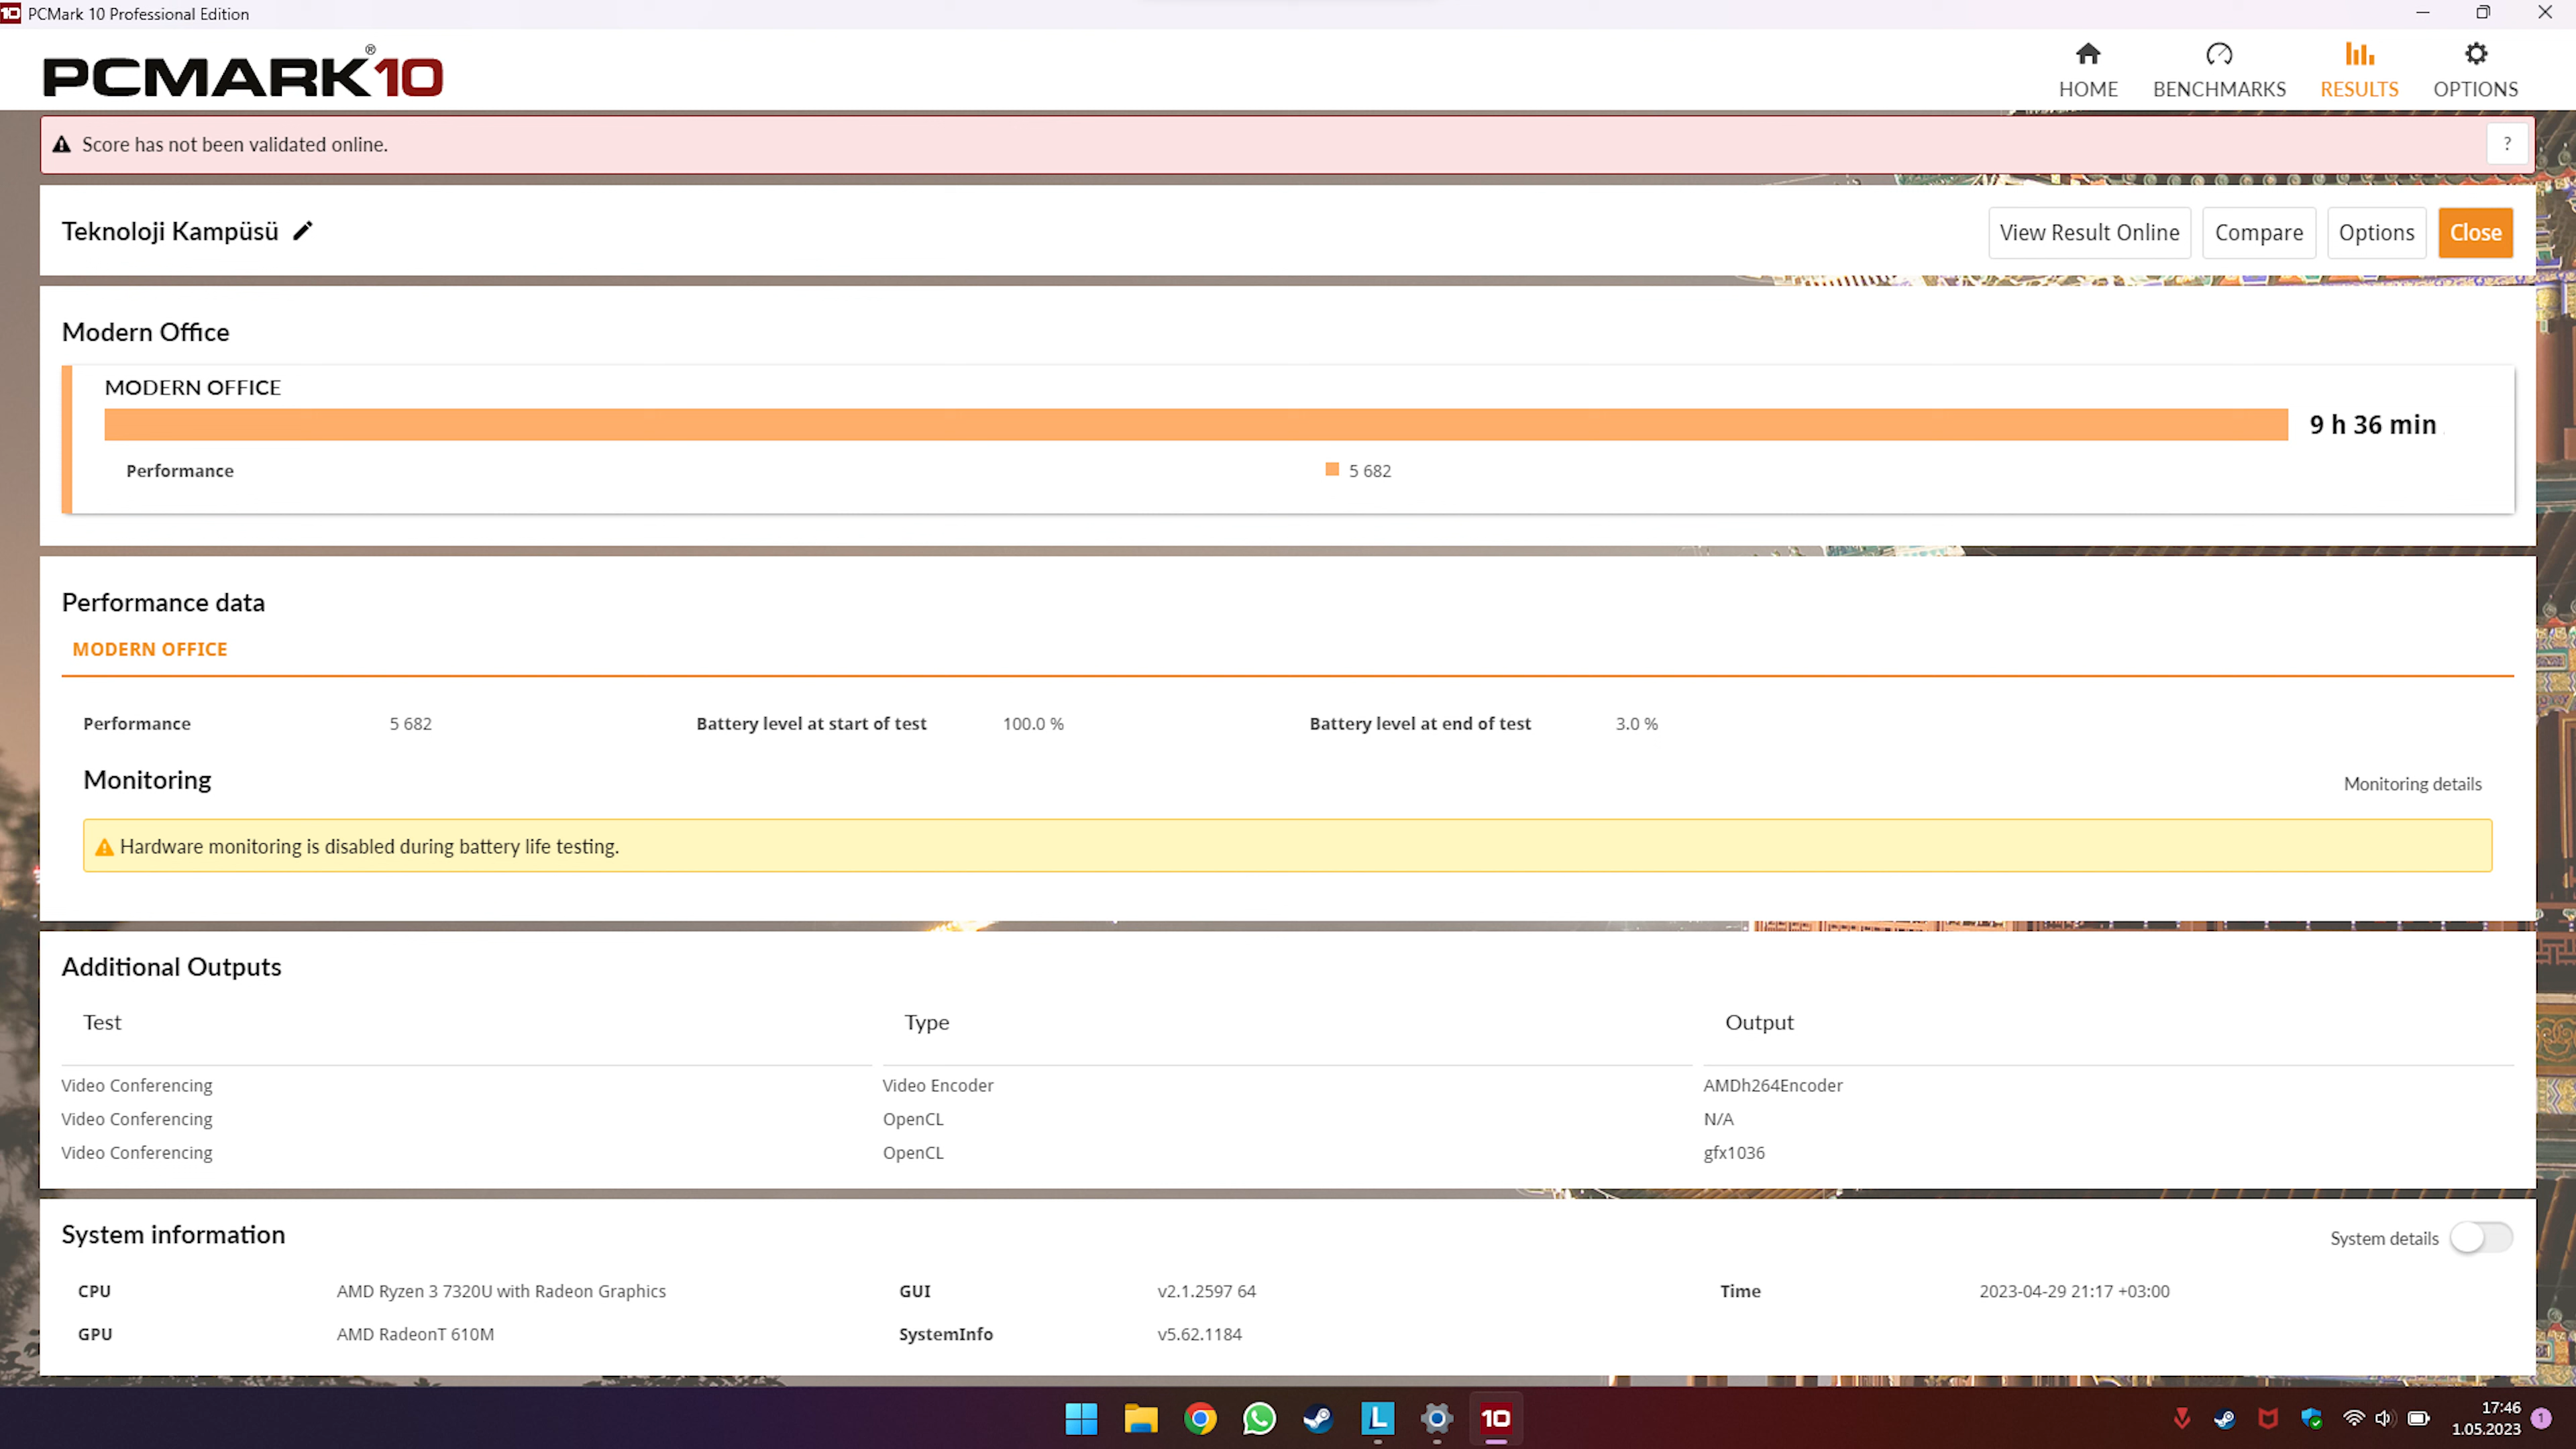 PCMark 10 Professional Edition
PCMARK®10
HOME
BENCHMARKS
RESULTS
OPTIONS
Score has not been validated online.
?
Teknoloji Kampüsü
View Result Online
Compare
Options
Close
Modern Office
MODERN OFFICE
9 h 36 min
Performance 5 682
Performance data
MODERN OFFICE
Performance 5 682 Battery level at start of test 100.0 % Battery level at end of test 3.0 %
Monitoring
Monitoring details
Hardware monitoring is disabled during battery life testing.
Additional Outputs
Test Type Output
Video Conferencing Video Encoder AMDh264Encoder
Video Conferencing OpenCL N/A
Video Conferencing OpenCL gfx1036
System information
System details
CPU AMD Ryzen 3 7320U with Radeon Graphics GUI v2.1.2597 64 Time 2023-04-29 21:17 +03:00
GPU AMD RadeonT 610M SystemInfo v5.62.1184
L
10
17:46
1.05.2023
1